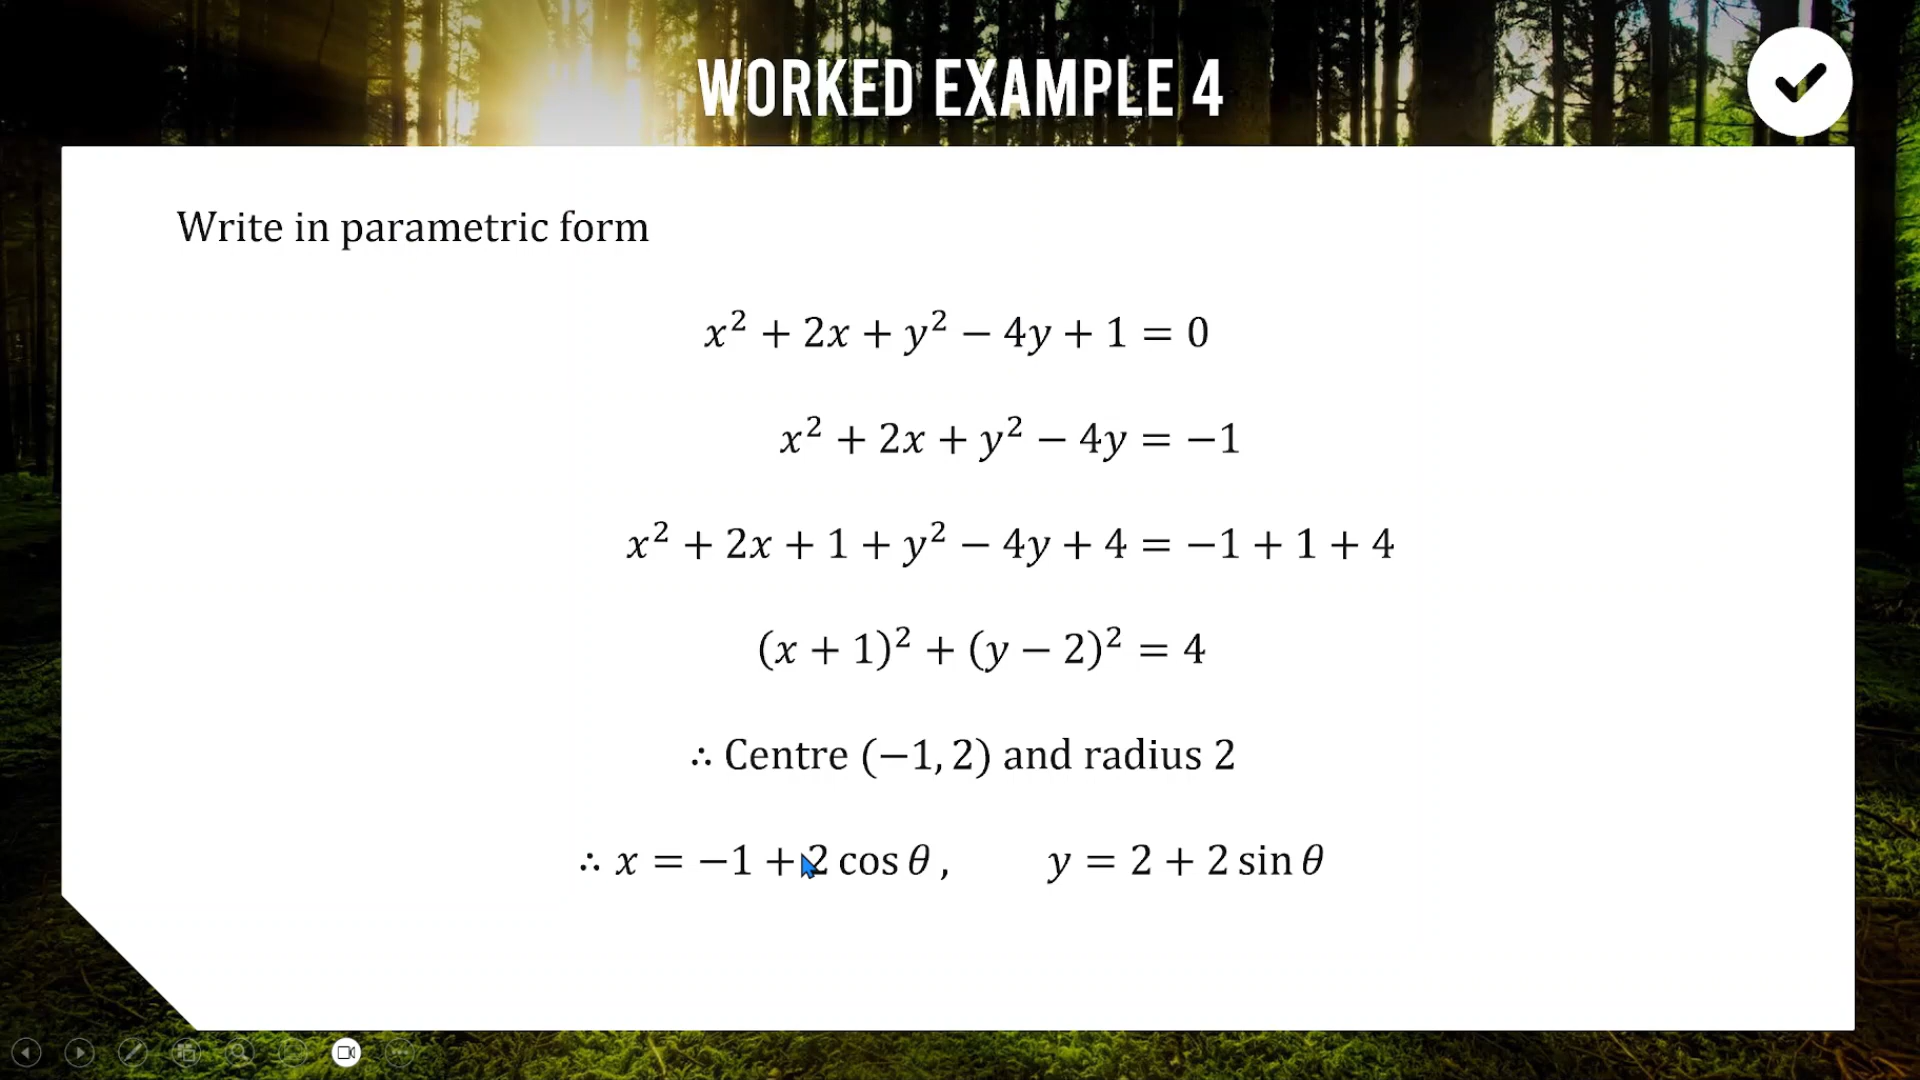 WORKED EXAMPLE 4
Write in parametric form
x² + 2x + y² − 4y + 1 = 0
x² + 2x + y² − 4y = −1
x² + 2x + 1 + y² − 4y + 4 = −1 + 1 + 4
(x + 1)² + (y − 2)² = 4
∴ Centre (−1, 2) and radius 2
∴ x = −1 + 2 cos θ , y = 2 + 2 sin θ